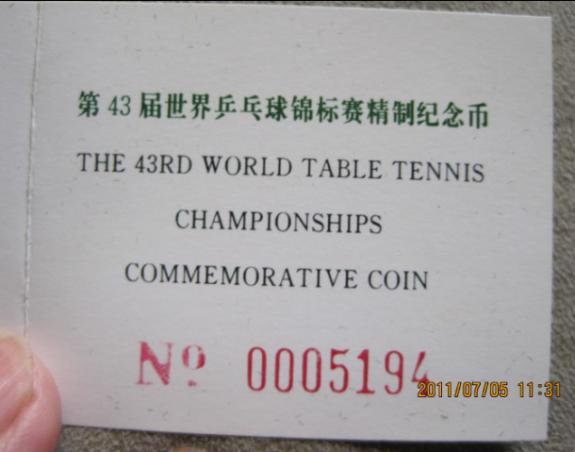 第43届世界乒乓球锦标赛精制纪念币
THE 43RD WORLD TABLE TENNIS
CHAMPIONSHIPS
COMMEMORATIVE COIN
Nº 0005194
2011/07/05 11:31